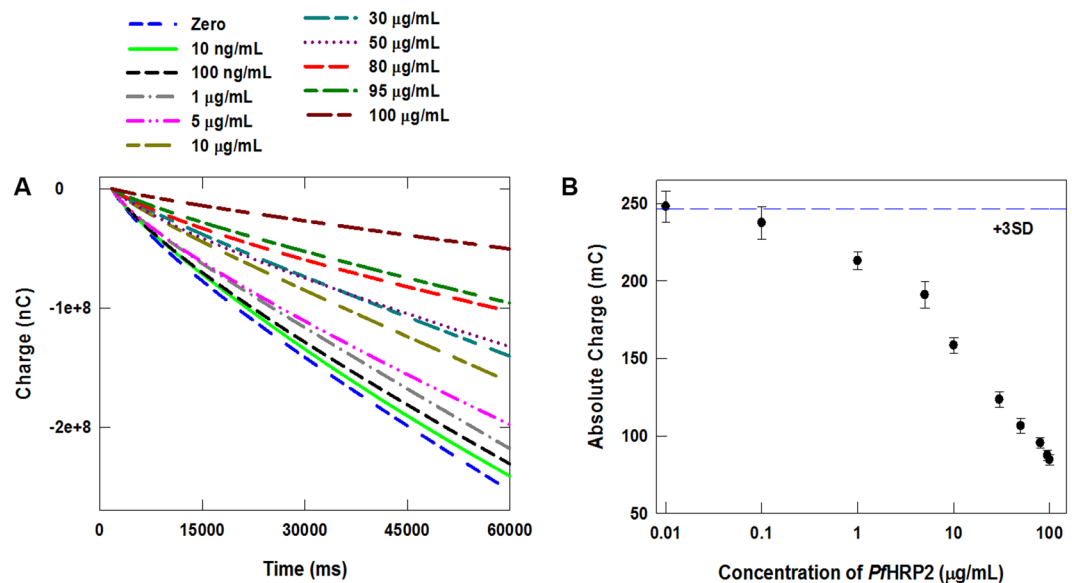 Zero
10 ng/mL
100 ng/mL
1 μg/mL
5 μg/mL
10 μg/mL
30 μg/mL
50 μg/mL
80 μg/mL
95 μg/mL
100 μg/mL
A
0
-1e+8
-2e+8
Charge (nC)
0 15000 30000 45000 60000
Time (ms)
B
250
200
150
100
50
Absolute Charge (mC)
+3SD
0.01 0.1 1 10 100
Concentration of PfHRP2 (μg/mL)